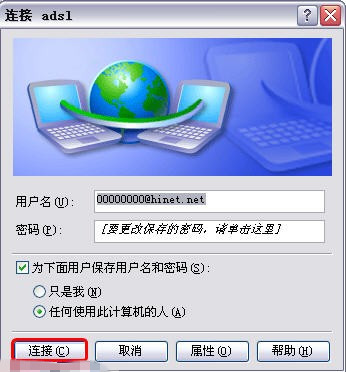 连接 adsl
用户名(U): 00000000@hinet.net
密码(P): [要更改保存的密码，请单击这里]
为下面用户保存用户名和密码(S):
只是我(N)
任何使用此计算机的人(A)
连接(C) 取消 属性(O) 帮助(H)